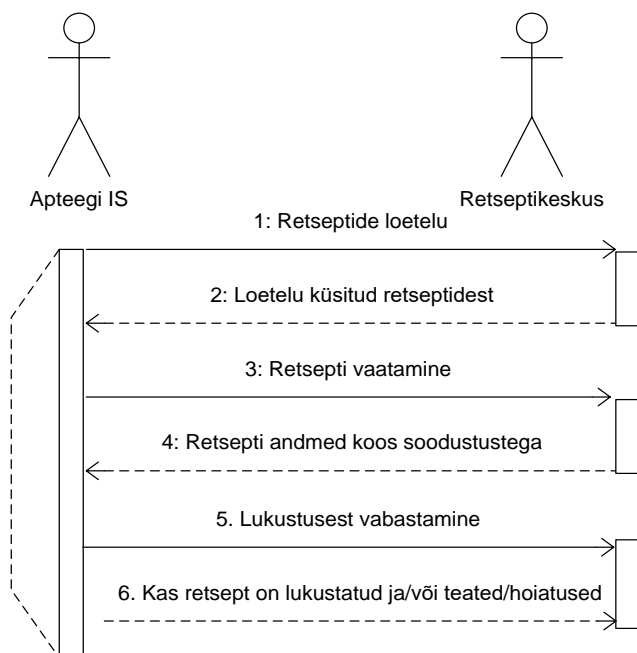 Apteegi IS
Retseptikeskus
1: Retseptide loetelu
2: Loetelu küsitud retseptidest
3: Retsepti vaatamine
4: Retsepti andmed koos soodustustega
5. Lukustusest vabastamine
6. Kas retsept on lukustatud ja/või teated/hoiatused